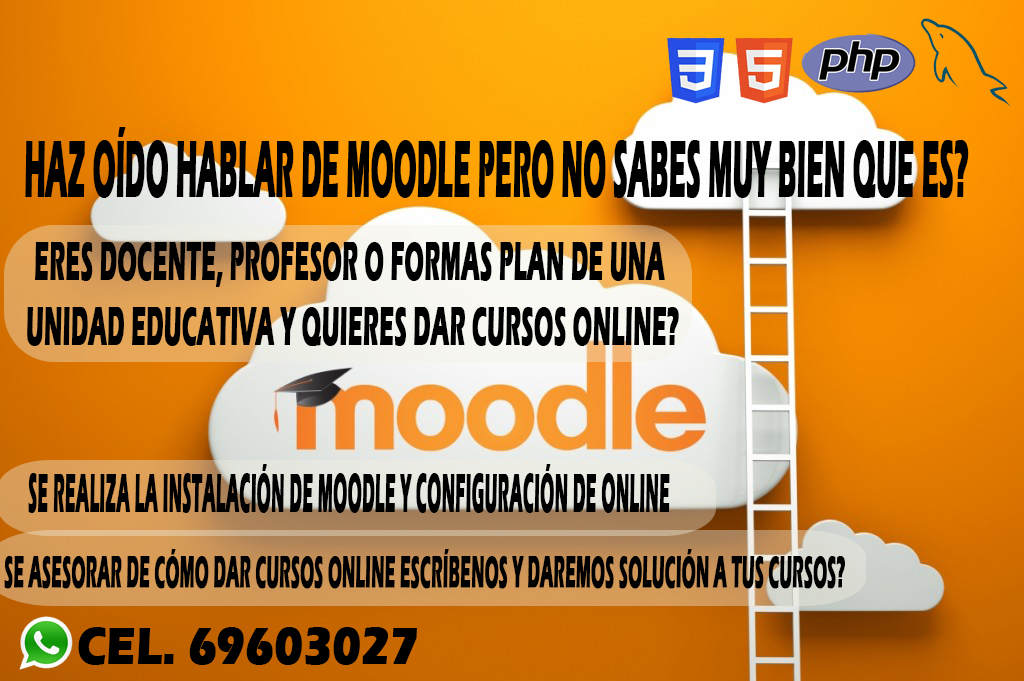 php
HAZ OÍDO HABLAR DE MOODLE PERO NO SABES MUY BIEN QUE ES?
ERES DOCENTE, PROFESOR O FORMAS PLAN DE UNA
UNIDAD EDUCATIVA Y QUIERES DAR CURSOS ONLINE?
moodle
SE REALIZA LA INSTALACIÓN DE MOODLE Y CONFIGURACIÓN DE ONLINE
SE ASESORAR DE CÓMO DAR CURSOS ONLINE ESCRÍBENOS Y DAREMOS SOLUCIÓN A TUS CURSOS?
CEL. 69603027